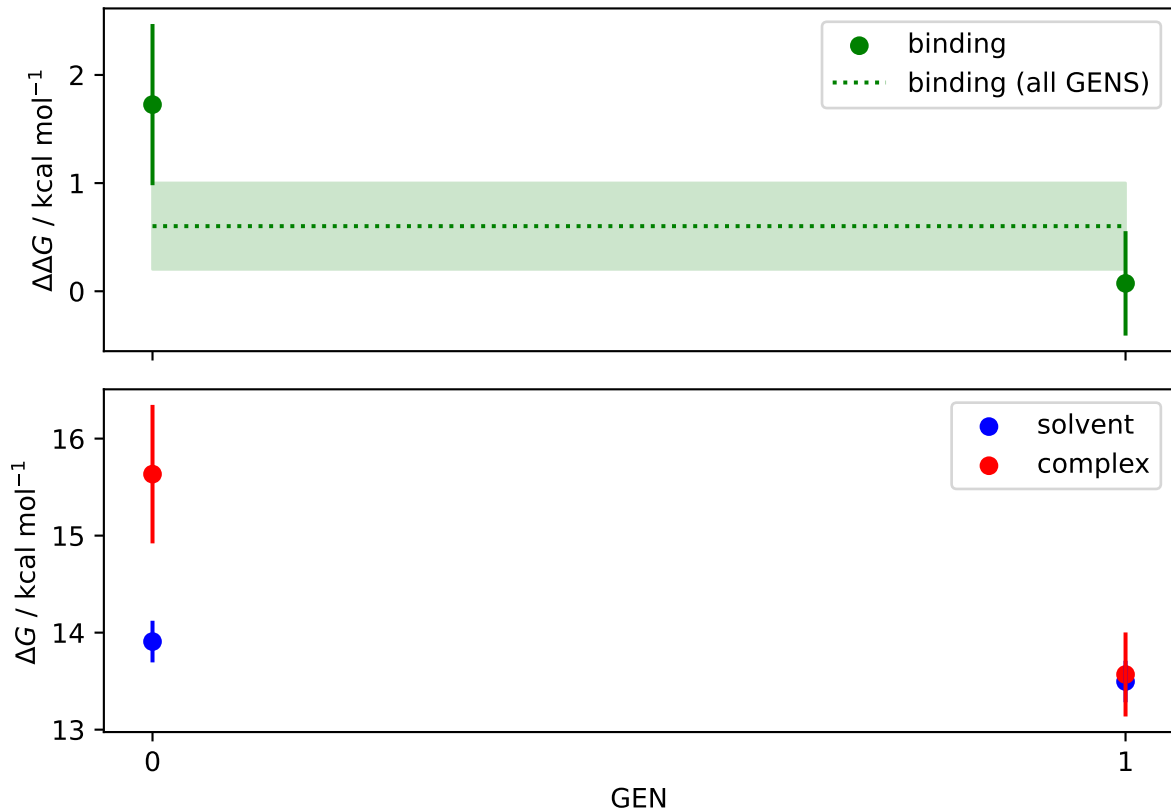 ΔΔG / kcal mol⁻¹
2
1
0
binding
binding (all GENS)
ΔG / kcal mol⁻¹
16
15
14
13
solvent
complex
0
1
GEN